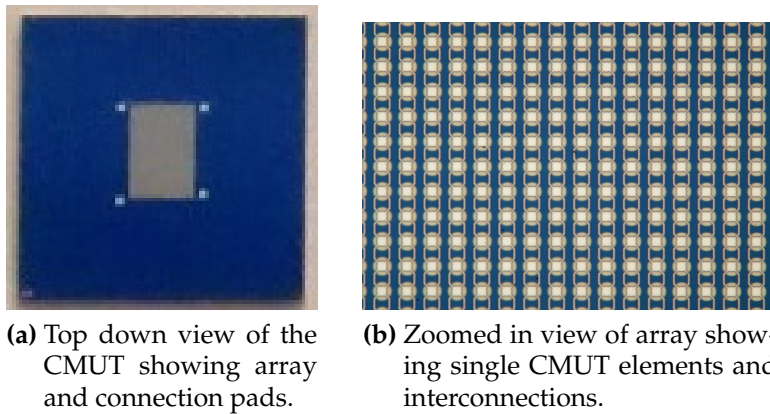 (a) Top down view of the
CMUT showing array
and connection pads.
(b) Zoomed in view of array show-
ing single CMUT elements and
interconnections.